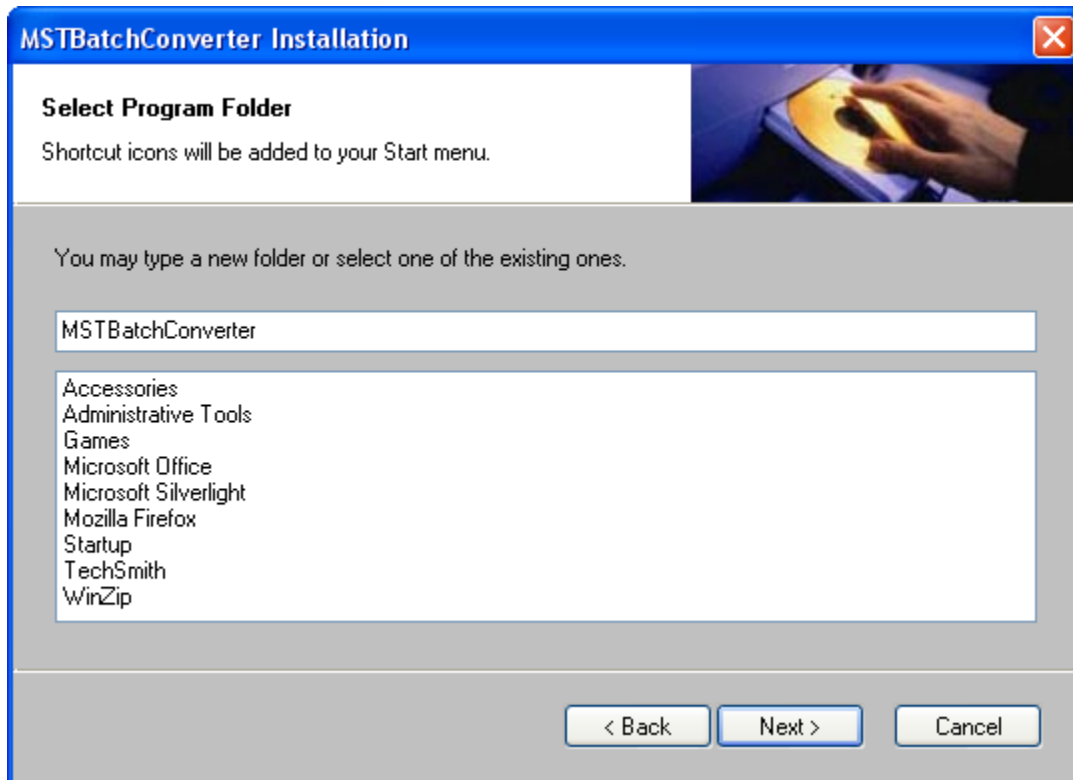 MSTBatchConverter Installation
Select Program Folder
Shortcut icons will be added to your Start menu.
You may type a new folder or select one of the existing ones.
MSTBatchConverter
Accessories
Administrative Tools
Games
Microsoft Office
Microsoft Silverlight
Mozilla Firefox
Startup
TechSmith
WinZip
< Back
Next >
Cancel